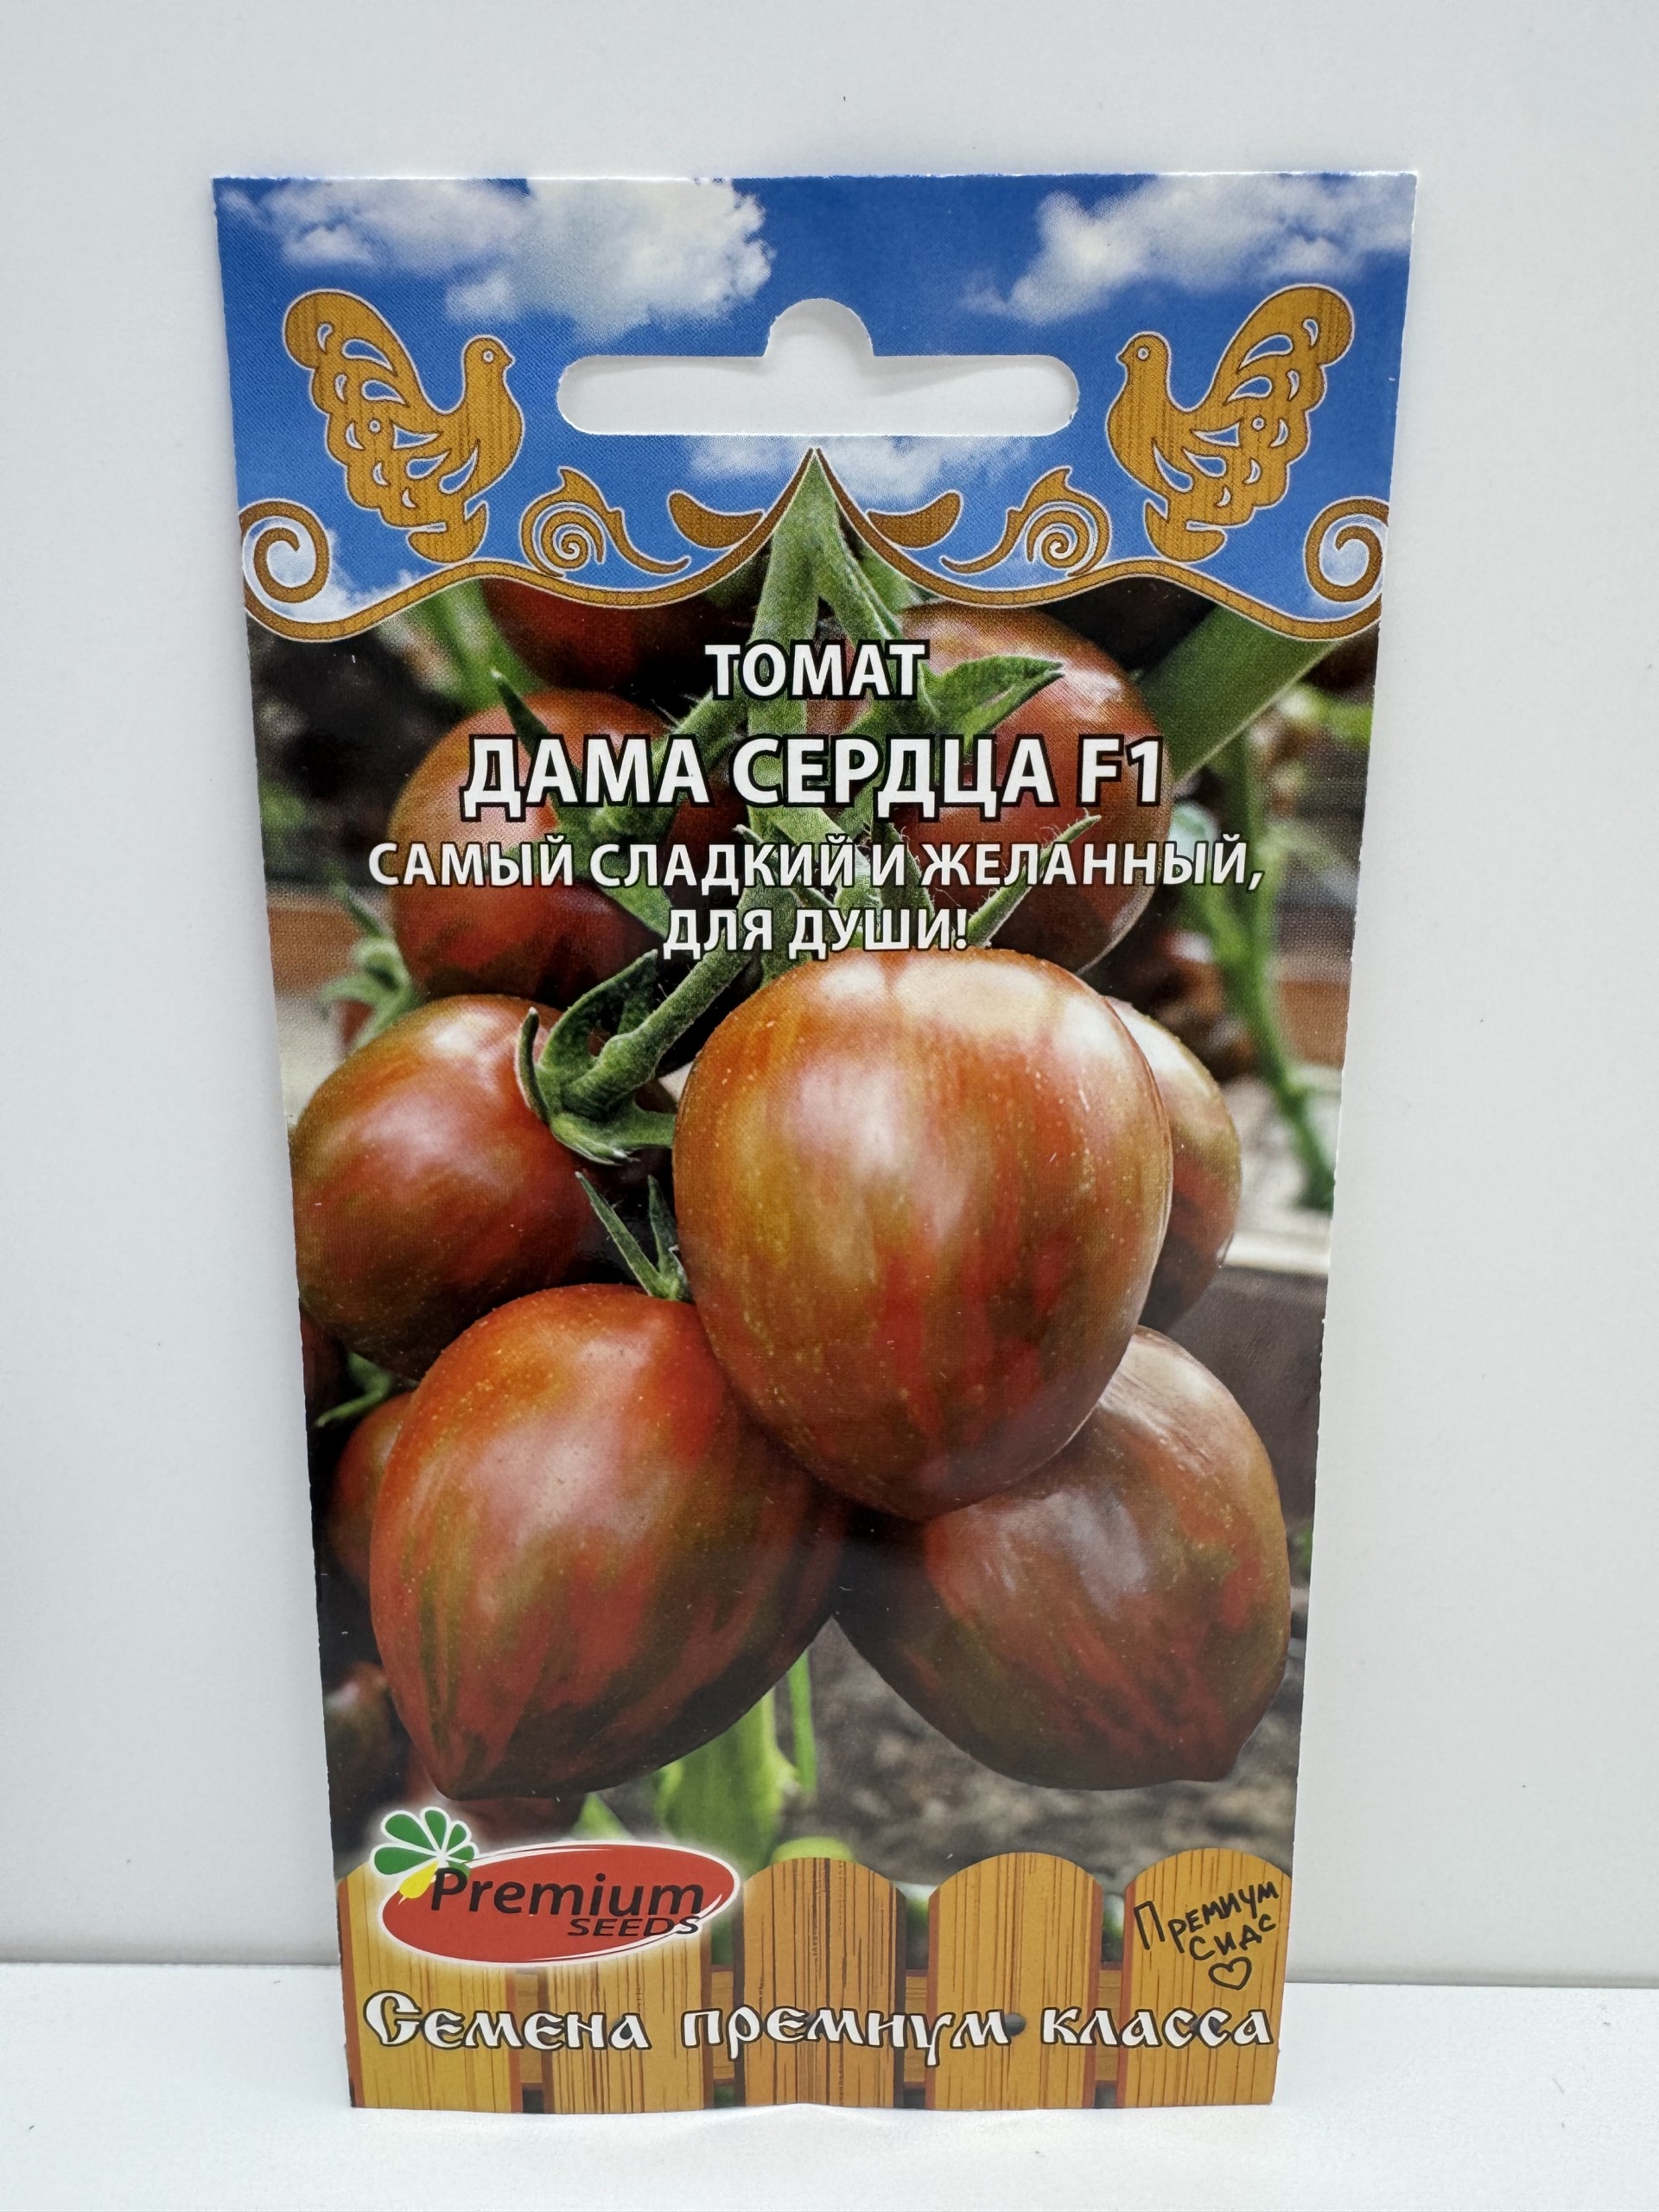 ТОМАТ
ДАМА СЕРДЦА F1
САМЫЙ СЛАДКИЙ И ЖЕЛАННЫЙ,
ДЛЯ ДУШИ!
Premium
SEEDS
Премиум
Сидс
Семена премиум класса